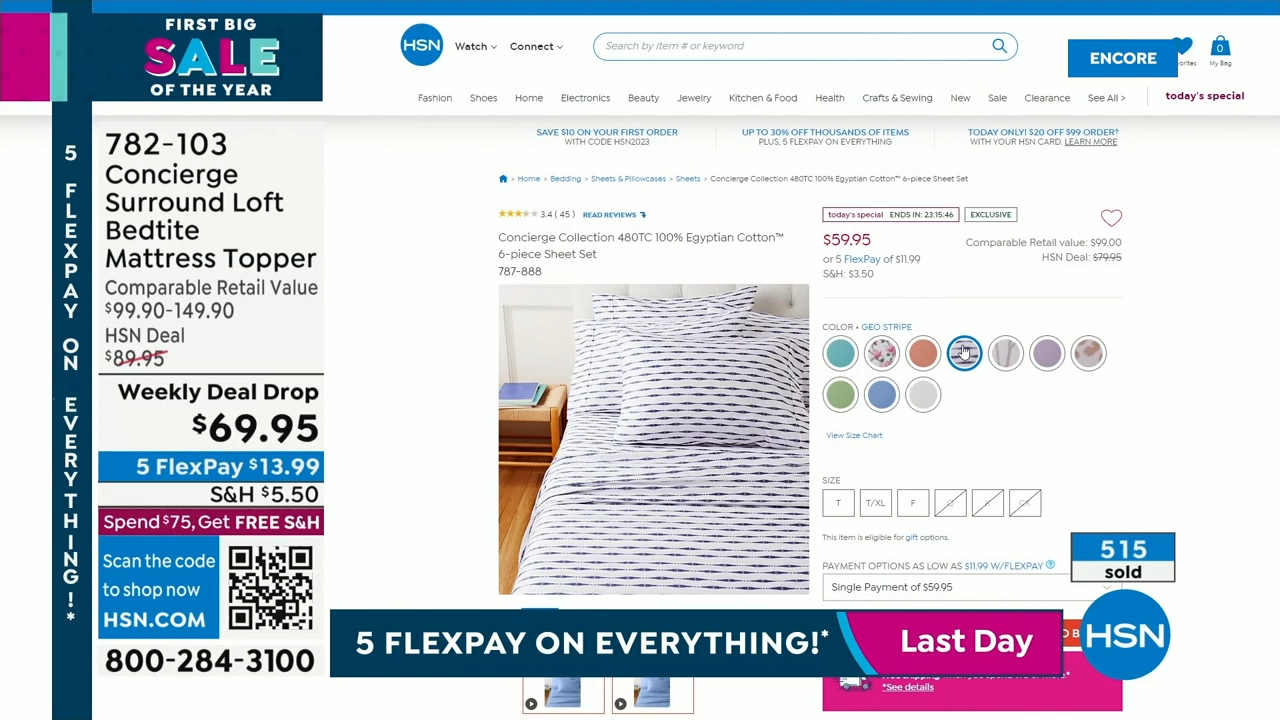 FIRST BIG
SALE
OF THE YEAR
5 FLEXPAY ON EVERYTHING!*
782-103
Concierge
Surround Loft
Bedtite
Mattress Topper
Comparable Retail Value
$99.90-149.90
HSN Deal
$89.95
Weekly Deal Drop
$69.95
5 FlexPay $13.99
S&H $5.50
Spend $75, Get FREE S&H
Scan the code
to shop now
HSN.COM
800-284-3100
HSN
Watch
Connect
Search by item # or keyword
ENCORE
0
My Bag
Fashion Shoes Home Electronics Beauty Jewelry Kitchen & Food Health Crafts & Sewing New Sale Clearance See All >
today's special
SAVE $10 ON YOUR FIRST ORDER
WITH CODE HSN2023
UP TO 30% OFF THOUSANDS OF ITEMS
PLUS, 5 FLEXPAY ON EVERYTHING
TODAY ONLY! $20 OFF $99 ORDER†
WITH YOUR HSN CARD. LEARN MORE
> Home > Bedding > Sheets & Pillowcases > Sheets > Concierge Collection 480TC 100% Egyptian Cotton™ 6-piece Sheet Set
3.4 ( 45 ) READ REVIEWS
Concierge Collection 480TC 100% Egyptian Cotton™
6-piece Sheet Set
787-888
today's special ENDS IN: 23:15:46
EXCLUSIVE
$59.95
or 5 FlexPay of $11.99
S&H: $3.50
Comparable Retail value: $99.00
HSN Deal: $79.95
COLOR • GEO STRIPE
View Size Chart
SIZE
T T/XL F
This item is eligible for gift options.
PAYMENT OPTIONS AS LOW AS $11.99 W/FLEXPAY
Single Payment of $59.95
515
sold
5 FLEXPAY ON EVERYTHING!*
Last Day
HSN
*See details